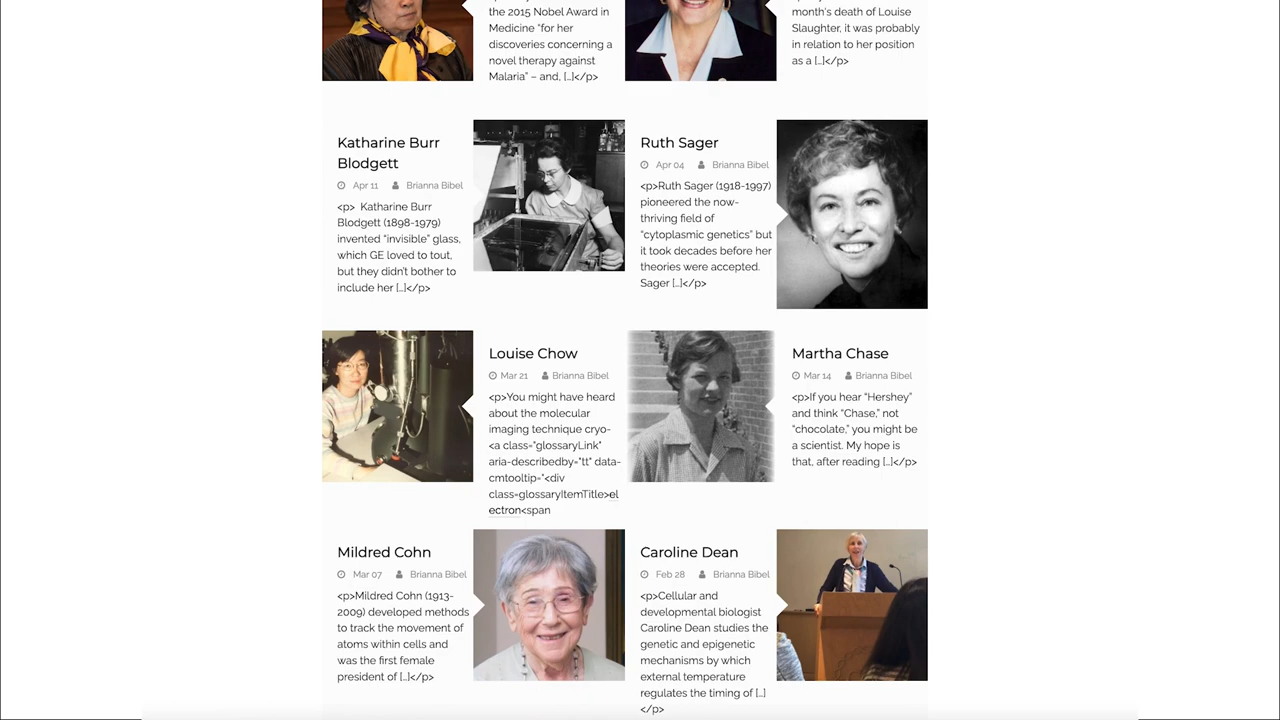 the 2015 Nobel Award in
Medicine “for her
discoveries concerning a
novel therapy against
Malaria” – and, [...]</p>
month's death of Louise
Slaughter, it was probably
in relation to her position
as a [...]</p>
Katharine Burr
Blodgett
Apr 11 Brianna Bibel
<p> Katharine Burr
Blodgett (1898-1979)
invented “invisible” glass,
which GE loved to tout,
but they didn't bother to
include her [...]</p>
Ruth Sager
Apr 04 Brianna Bibel
<p>Ruth Sager (1918-1997)
pioneered the now-
thriving field of
“cytoplasmic genetics” but
it took decades before her
theories were accepted.
Sager [...]</p>
Louise Chow
Mar 21 Brianna Bibel
<p>You might have heard
about the molecular
imaging technique cryo-
<a class="glossaryLink"
aria-describedby="tt" data-
cmtooltip="<div
class=glossaryItemTitle>el
ectron<span
Martha Chase
Mar 14 Brianna Bibel
<p>If you hear “Hershey”
and think “Chase,” not
“chocolate,” you might be
a scientist. My hope is
that, after reading [...]</p>
Mildred Cohn
Mar 07 Brianna Bibel
<p>Mildred Cohn (1913-
2009) developed methods
to track the movement of
atoms within cells and
was the first female
president of [...]</p>
Caroline Dean
Feb 28 Brianna Bibel
<p>Cellular and
developmental biologist
Caroline Dean studies the
genetic and epigenetic
mechanisms by which
external temperature
regulates the timing of [...]
</p>